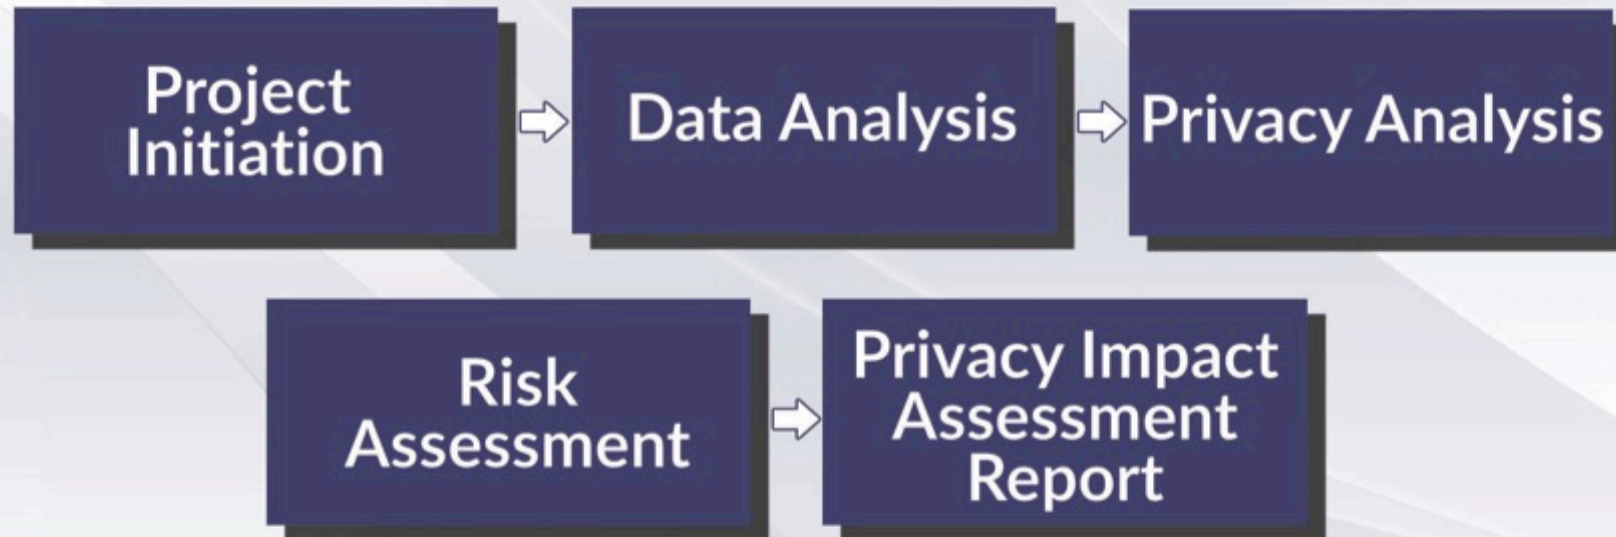 Project
Initiation
Data Analysis
Privacy Analysis
Risk
Assessment
Privacy Impact
Assessment
Report